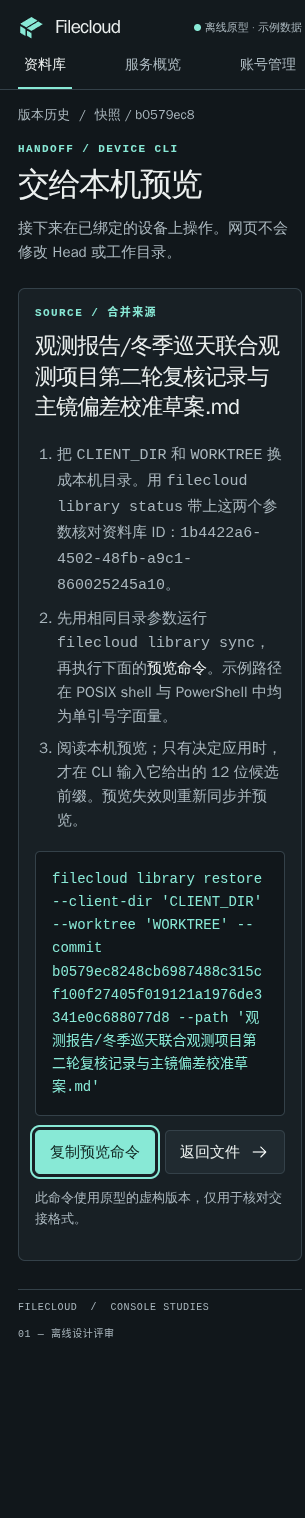 Filecloud
离线原型 · 示例数据
资料库 服务概览 账号管理
版本历史 / 快照 / b0579ec8
HANDOFF / DEVICE CLI
交给本机预览
接下来在已绑定的设备上操作。网页不会
修改 Head 或工作目录。
SOURCE / 合并来源
观测报告/冬季巡天联合观
测项目第二轮复核记录与
主镜偏差校准草案.md
1. 把 CLIENT_DIR 和 WORKTREE 换
成本机目录。用 filecloud
library status 带上这两个参
数核对资料库 ID：1b4422a6-
4502-48fb-a9c1-
860025245a10。
2. 先用相同目录参数运行
filecloud library sync，
再执行下面的预览命令。示例路径
在 POSIX shell 与 PowerShell 中均
为单引号字面量。
3. 阅读本机预览；只有决定应用时，
才在 CLI 输入它给出的 12 位候选
前缀。预览失效则重新同步并预
览。
filecloud library restore
--client-dir 'CLIENT_DIR'
--worktree 'WORKTREE' --
commit
b0579ec8248cb6987488c315c
f100f27405f019121a1976de3
341e0c688077d8 --path '观
测报告/冬季巡天联合观测项目第
二轮复核记录与主镜偏差校准草
案.md'
复制预览命令 返回文件 →
此命令使用原型的虚构版本，仅用于核对交
接格式。
FILECLOUD / CONSOLE STUDIES
01 — 离线设计评审